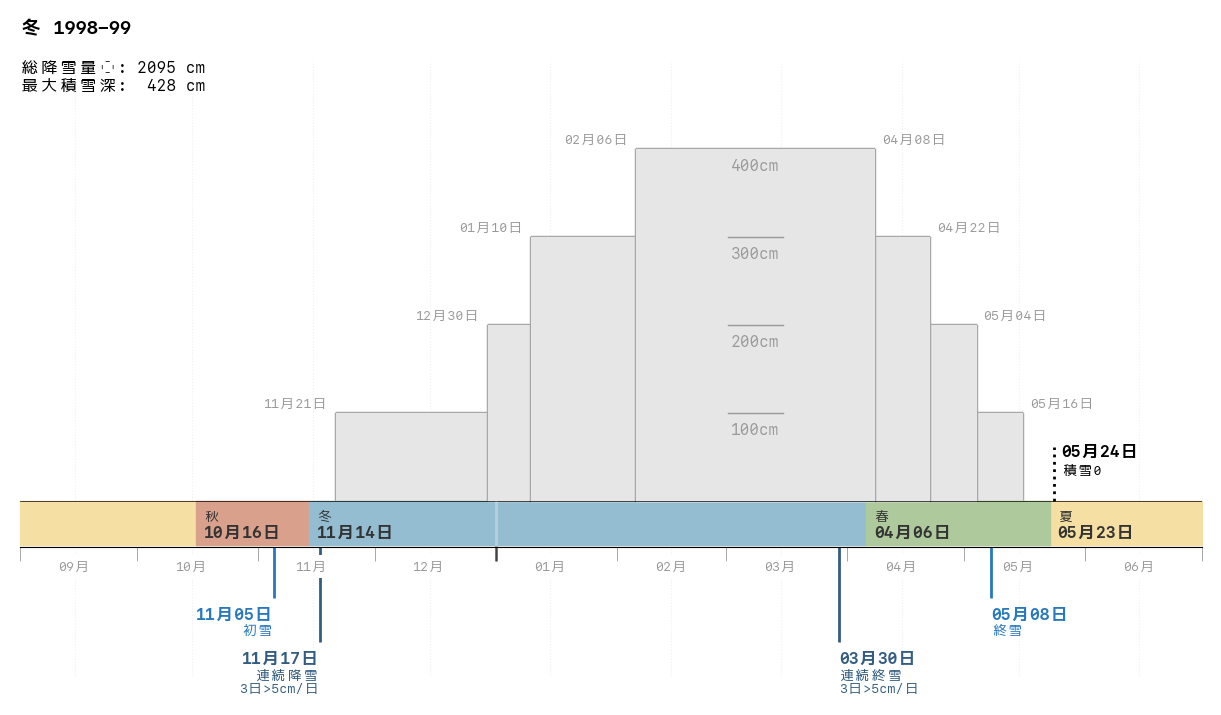 冬 1998–99
総降雪量: 2095 cm
最大積雪深: 428 cm
02月06日
04月08日
400cm
01月10日
04月22日
300cm
12月30日
05月04日
200cm
11月21日
05月16日
100cm
05月24日
積雪0
秋
10月16日
冬
11月14日
春
04月06日
夏
05月23日
09月
10月
11月
12月
01月
02月
03月
04月
05月
06月
11月05日
初雪
05月08日
終雪
11月17日
連続降雪
3日>5cm/日
03月30日
連続終雪
3日>5cm/日